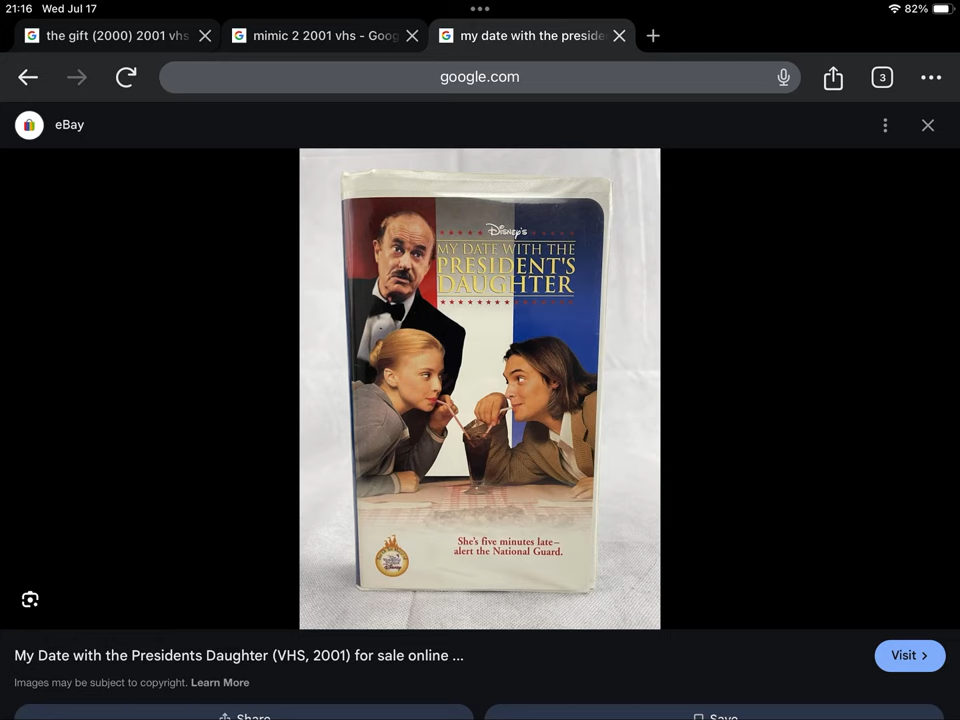 21:16 Wed Jul 17
82%
the gift (2000) 2001 vhs
mimic 2 2001 vhs - Goog
my date with the preside
google.com
3
eBay
Disney's
MY DATE WITH THE
PRESIDENT'S
DAUGHTER
She's five minutes late–
alert the National Guard.
Disney
My Date with the Presidents Daughter (VHS, 2001) for sale online ...
Visit
Images may be subject to copyright. Learn More
Share
Save